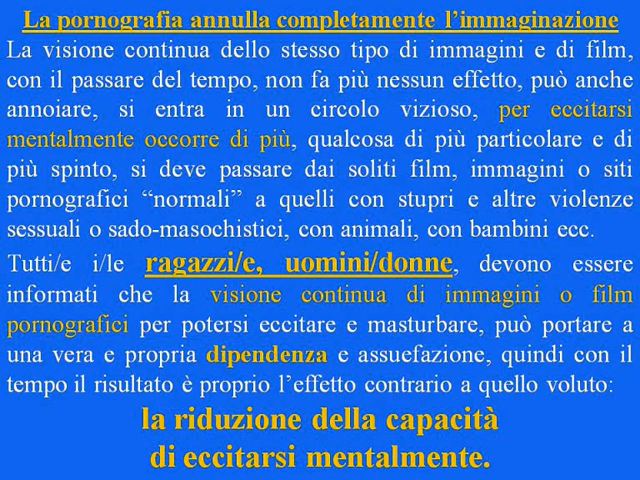 La pornografia annulla completamente l’immaginazione
La visione continua dello stesso tipo di immagini e di film,
con il passare del tempo, non fa più nessun effetto, può anche
annoiare, si entra in un circolo vizioso, per eccitarsi
mentalmente occorre di più, qualcosa di più particolare e di
più spinto, si deve passare dai soliti film, immagini o siti
pornografici “normali” a quelli con stupri e altre violenze
sessuali o sado-masochistici, con animali, con bambini ecc.
Tutti/e i/le ragazzi/e, uomini/donne, devono essere
informati che la visione continua di immagini o film
pornografici per potersi eccitare e masturbare, può portare a
una vera e propria dipendenza e assuefazione, quindi con il
tempo il risultato è proprio l’effetto contrario a quello voluto:
la riduzione della capacità
di eccitarsi mentalmente.